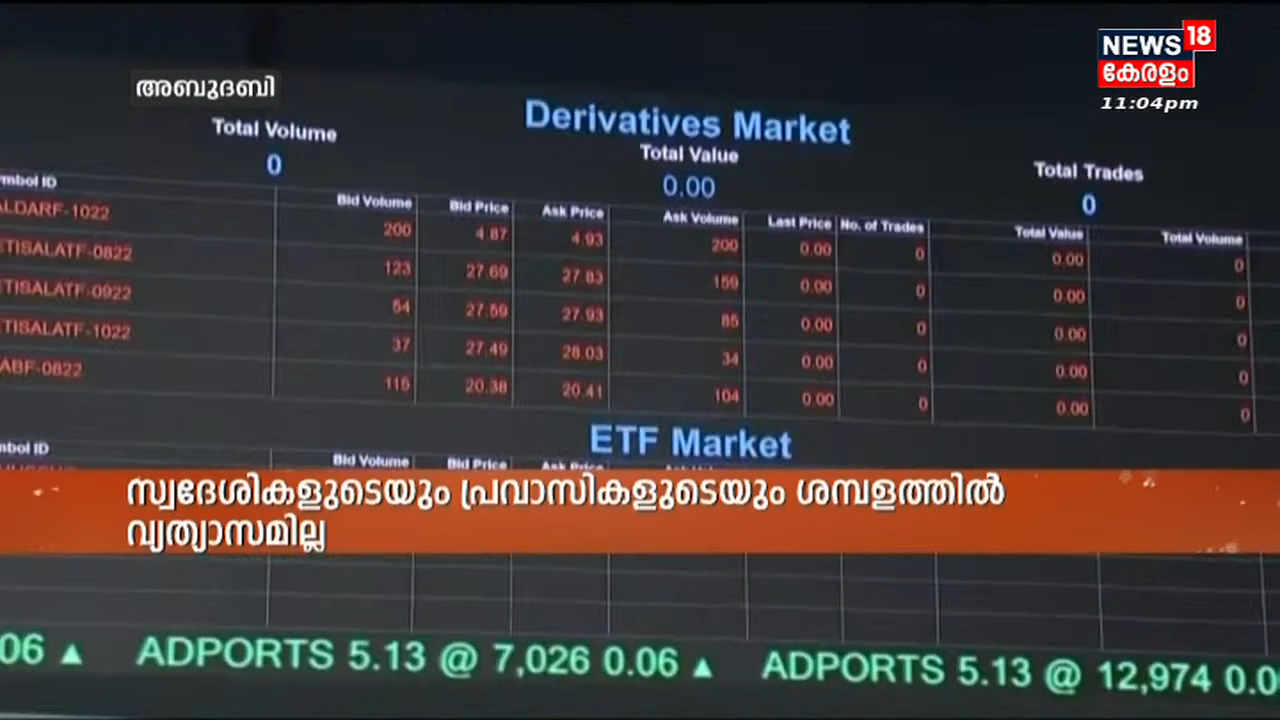 NEWS 18
കേരളം
11:04pm
അബുദബി
Derivatives Market
Total Volume
Total Value
Total Trades
0
0.00
0
Bid Volume Bid Price Ask Price Ask Volume Last Price No. of Trades Total Value Total Volume
ALDARF-1022 200 4.87 4.93 200 0.00 0 0.00 0
ETISALATF-0822 123 27.69 27.83 159 0.00 0 0.00 0
ETISALATF-0922 54 27.59 27.93 85 0.00 0 0.00 0
TISALATF-1022 37 27.49 28.03 34 0.00 0 0.00 0
ABF-0822 115 20.38 20.41 104 0.00 0 0.00 0
ETF Market
Bid Volume Bid Price
സ്വദേശികളുടെയും പ്രവാസികളുടെയും ശമ്പളത്തിൽ
വ്യത്യാസമില്ല
06 ▲ ADPORTS 5.13 @ 7,026 0.06 ▲ ADPORTS 5.13 @ 12,974